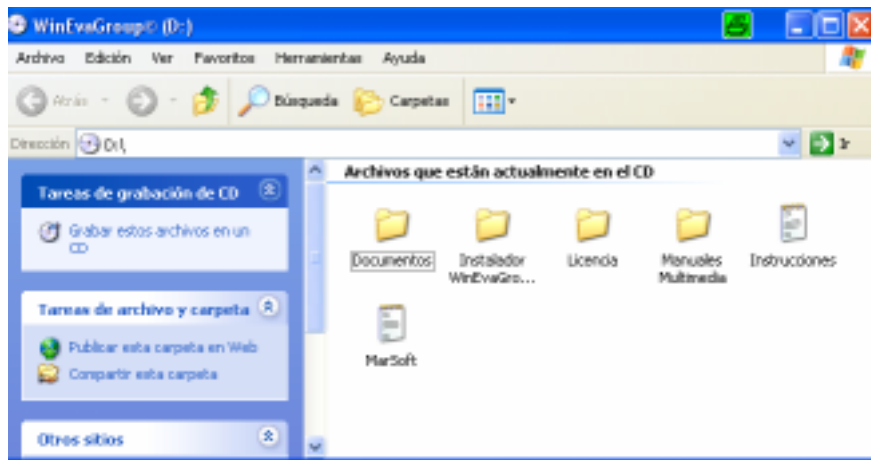 WinEvaGroup© (D:)
Archivo Edición Ver Favoritos Herramientas Ayuda
Atrás Búsqueda Carpetas
Dirección D:\ Ir
Archivos que están actualmente en el CD
Tareas de grabación de CD
Grabar estos archivos en un
CD
Documentos Instalador Licencia Manuales Instrucciones
WinEvaGro... Multimedia
Tareas de archivo y carpeta
Publicar esta carpeta en Web
Compartir esta carpeta
MarSoft
Otros sitios